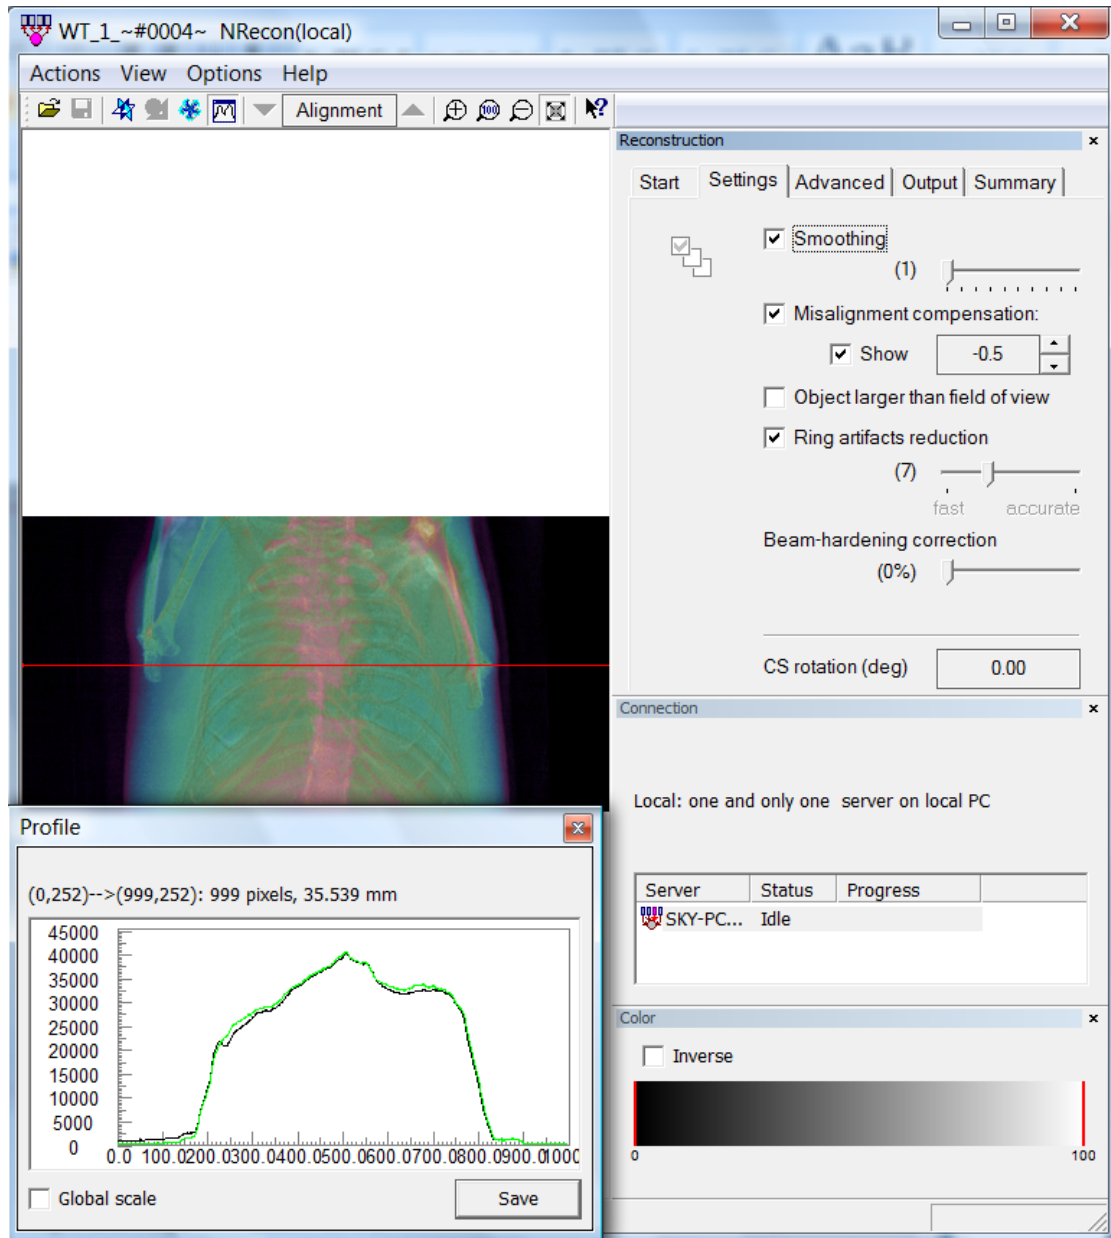 WT_1_~#0004~ NRecon(local)
Actions View Options Help
Alignment
100
Reconstruction
Start Settings Advanced Output Summary
Smoothing
(1)
Misalignment compensation:
Show -0.5
Object larger than field of view
Ring artifacts reduction
(7)
fast accurate
Beam-hardening correction
(0%)
CS rotation (deg) 0.00
Connection
Local: one and only one server on local PC
Server Status Progress
SKY-PC... Idle
Color
Inverse
0 100
Profile
(0,252)-->(999,252): 999 pixels, 35.539 mm
45000
40000
35000
30000
25000
20000
15000
10000
5000
0
0.0 100.0200.0300.0400.0500.0600.0700.0800.0900.01000
Global scale Save